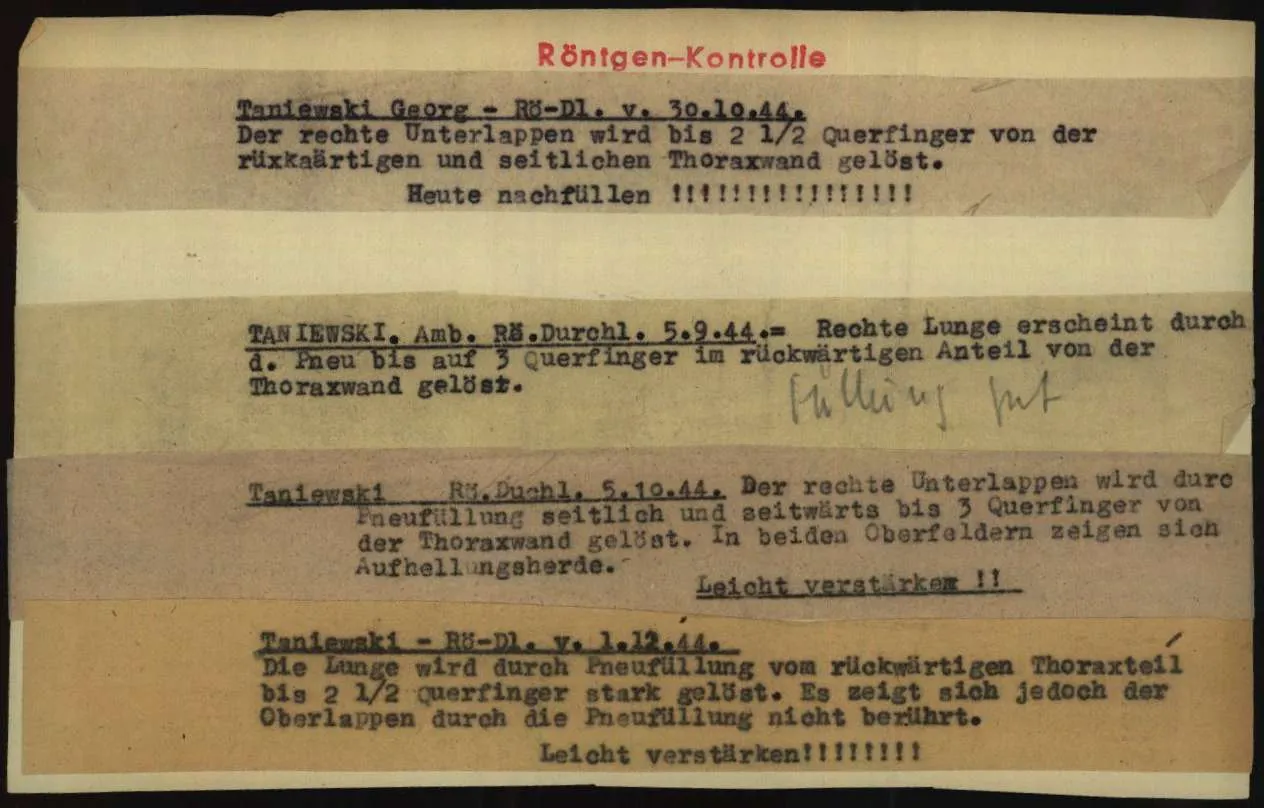 Röntgen-Kontrolle
Taniewski Georg - Rö-Dl. v. 30.10.44.
Der rechte Unterlappen wird bis 2 1/2 Querfinger von der
rüxkaärtigen und seitlichen Thoraxwand gelöst.
Heute nachfüllen !!!!!!!!!!!!!!!!
TANIEWSKI. Amb. Rö.Durchl. 5.9.44.= Rechte Lunge erscheint durch
d. Pneu bis auf 3 Querfinger im rückwärtigen Anteil von der
Thoraxwand gelöst.
Füllung gut
Taniewski Rö.Duchl. 5.10.44. Der rechte Unterlappen wird durc
Pneufüllung seitlich und seitwärts bis 3 Querfinger von
der Thoraxwand gelöst. In beiden Oberfeldern zeigen sich
Aufhellungsherde.
Leicht verstärken !!
Taniewski - Rö-Dl. v. 1.12.44.
Die Lunge wird durch Pneufüllung vom rückwärtigen Thoraxteil
bis 2 1/2 Querfinger stark gelöst. Es zeigt sich jedoch der
Oberlappen durch die Pneufüllung nicht berührt.
Leicht verstärken!!!!!!!!